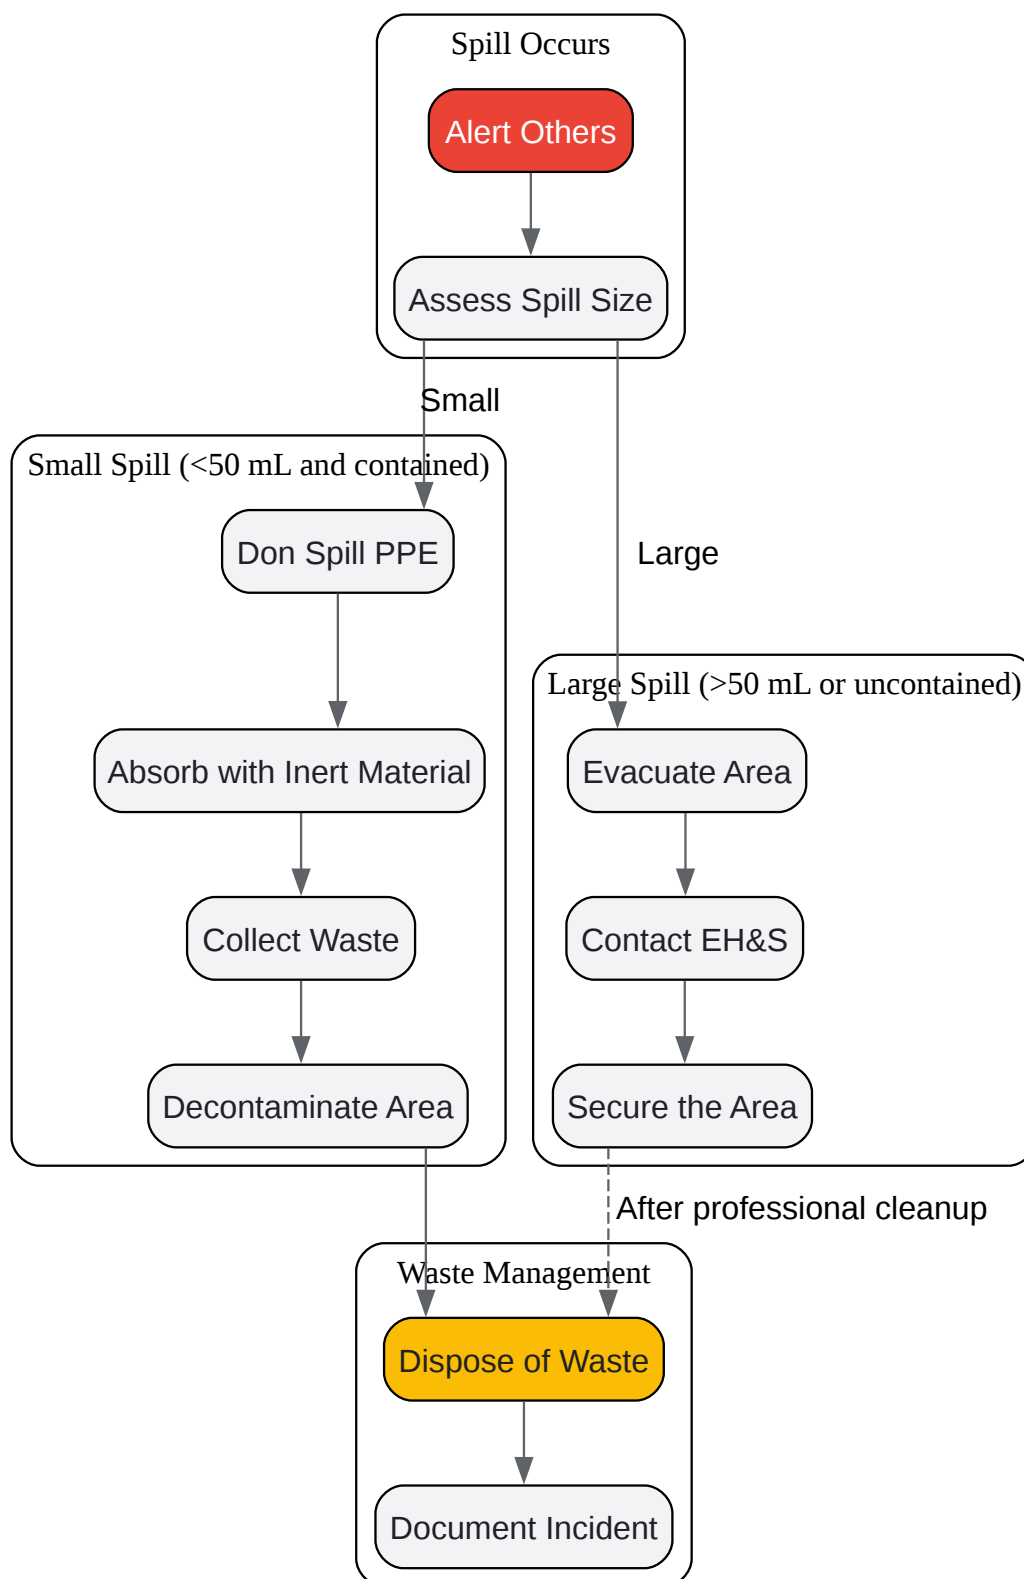 Spill Occurs
Alert Others
Assess Spill Size
Small
Small Spill (<50 mL and contained)
Don Spill PPE
Large
Large Spill (>50 mL or uncontained)
Absorb with Inert Material
Evacuate Area
Collect Waste
Contact EH&S
Decontaminate Area
Secure the Area
After professional cleanup
Waste Management
Dispose of Waste
Document Incident